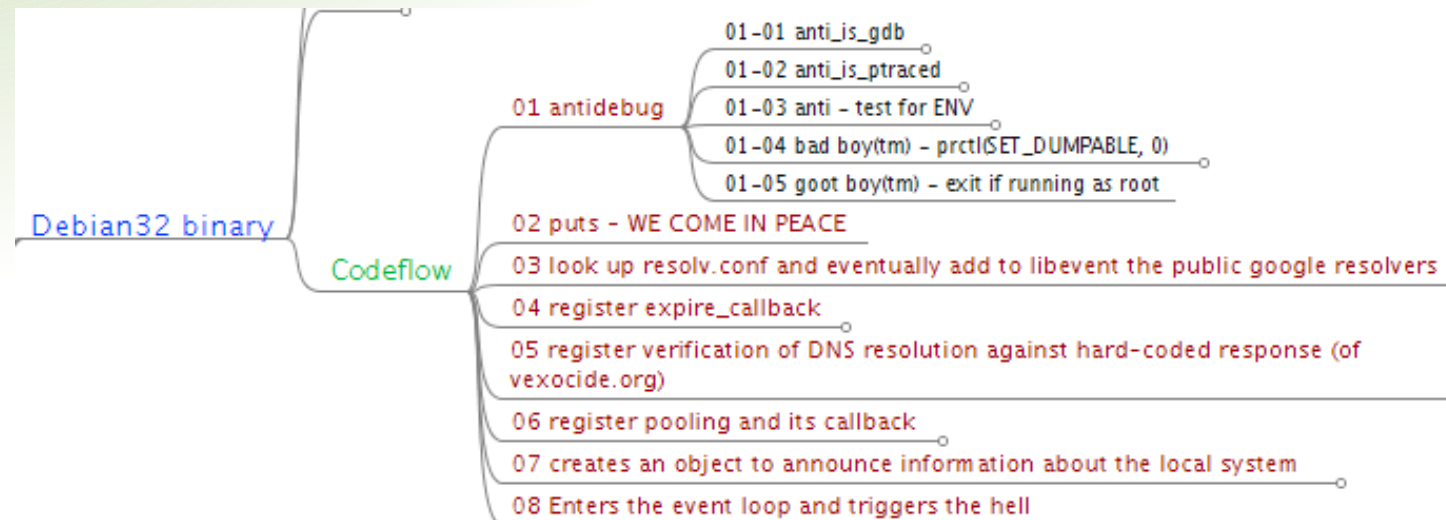 01-01 anti_is_gdb
01-02 anti_is_ptraced
01 antidebug
01-03 anti - test for ENV
01-04 bad boy(tm) - prctl(SET_DUMPABLE, 0)
01-05 goot boy(tm) - exit if running as root
Debian32 binary
02 puts - WE COME IN PEACE
Codeflow
03 look up resolv.conf and eventually add to libevent the public google resolvers
04 register expire_callback
05 register verification of DNS resolution against hard-coded response (of
vexocide.org)
06 register pooling and its callback
07 creates an object to announce information about the local system
08 Enters the event loop and triggers the hell